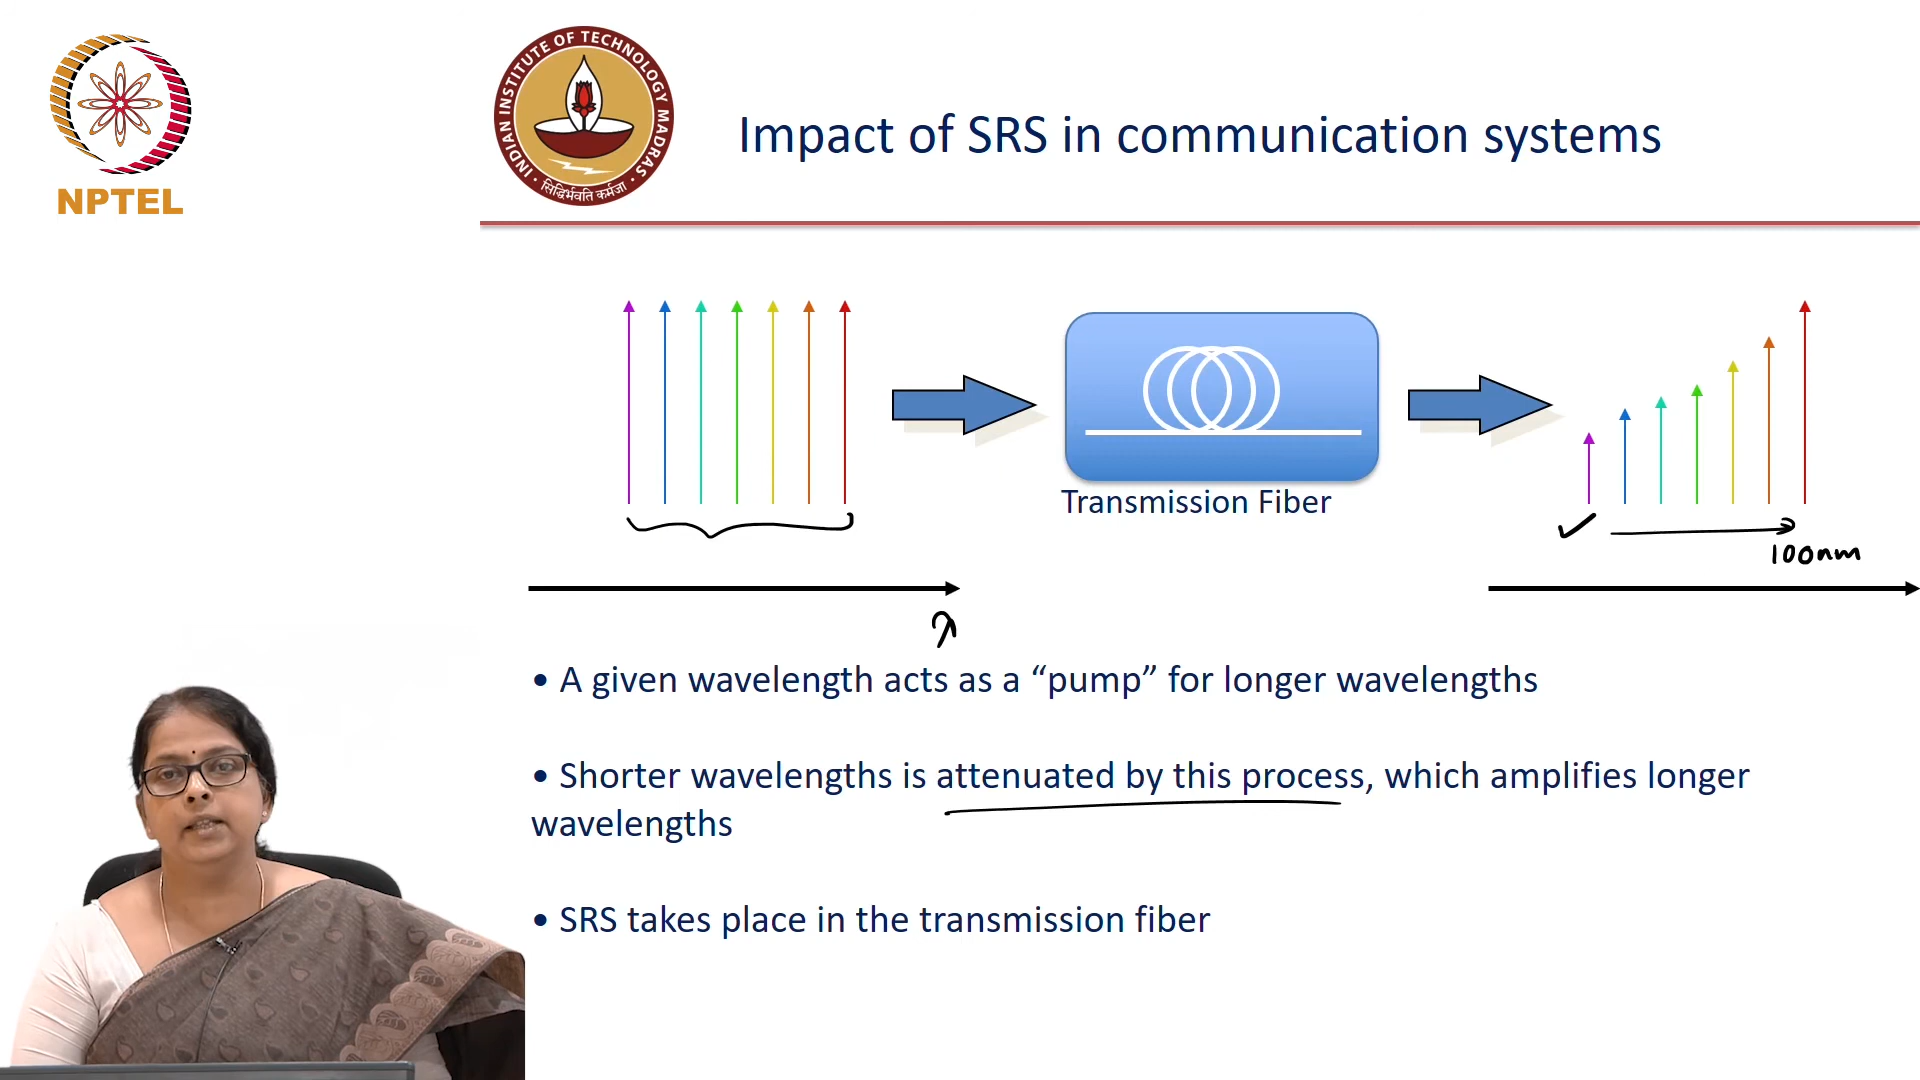 NPTEL
INDIAN INSTITUTE OF TECHNOLOGY MADRAS
सिद्धिर्भवति कर्मजा
Impact of SRS in communication systems
Transmission Fiber
100nm
λ
• A given wavelength acts as a “pump” for longer wavelengths
• Shorter wavelengths is attenuated by this process, which amplifies longer
wavelengths
• SRS takes place in the transmission fiber